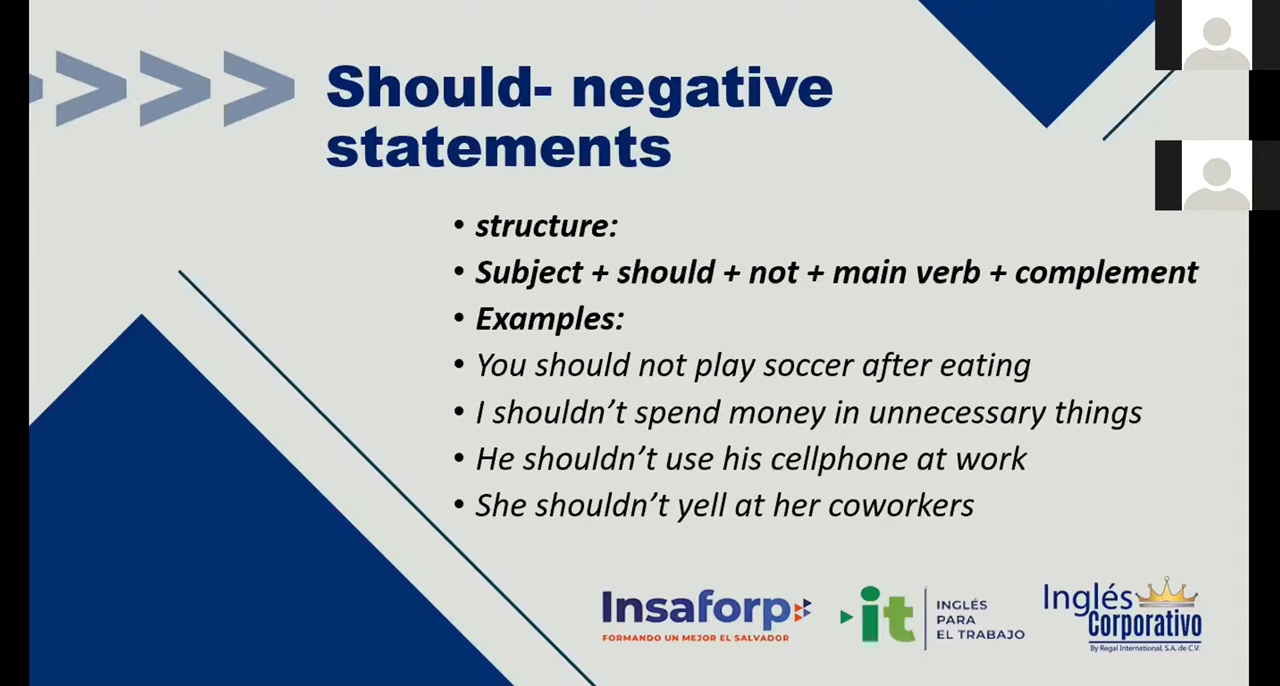 Should- negative
statements
• structure:
• Subject + should + not + main verb + complement
• Examples:
• You should not play soccer after eating
• I shouldn’t spend money in unnecessary things
• He shouldn’t use his cellphone at work
• She shouldn’t yell at her coworkers
Insaforp
FORMANDO UN MEJOR EL SALVADOR
it
INGLÉS
PARA
EL TRABAJO
Inglés
Corporativo
By Regal International, S.A. de C.V.